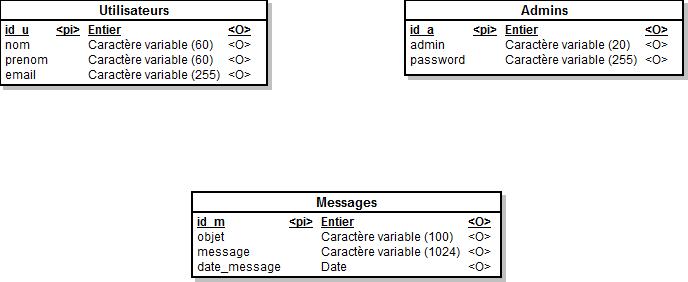 Utilisateurs
id_u <pi> Entier <O>
nom Caractère variable (60) <O>
prenom Caractère variable (60) <O>
email Caractère variable (255) <O>
Admins
id_a <pi> Entier <O>
admin Caractère variable (20) <O>
password Caractère variable (255) <O>
Messages
id_m <pi> Entier <O>
objet Caractère variable (100) <O>
message Caractère variable (1024) <O>
date_message Date <O>